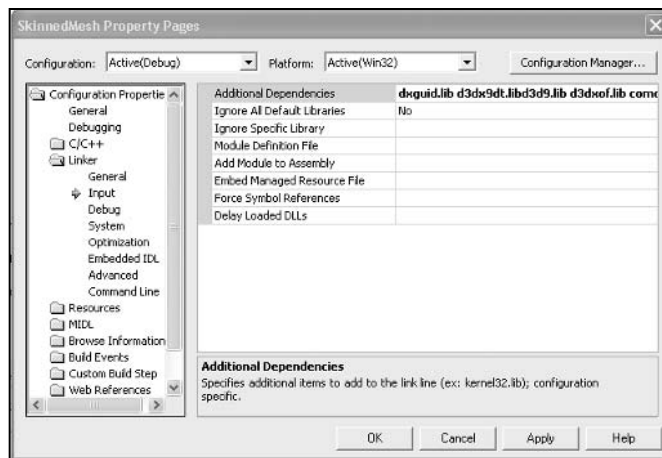 SkinnedMesh Property Pages
Configuration: Active(Debug) Platform: Active(Win32) Configuration Manager...
Configuration Propertie
General
Debugging
C/C++
Linker
General
Input
Debug
System
Optimization
Embedded IDL
Advanced
Command Line
Resources
MIDL
Browse Information
Build Events
Custom Build Step
Web References
Additional Dependencies dxguid.lib d3dx9dt.libd3d9.lib d3dxof.lib comc
Ignore All Default Libraries No
Ignore Specific Library
Module Definition File
Add Module to Assembly
Embed Managed Resource File
Force Symbol References
Delay Loaded DLLs
Additional Dependencies
Specifies additional items to add to the link line (ex: kernel32.lib); configuration
specific.
OK Cancel Apply Help